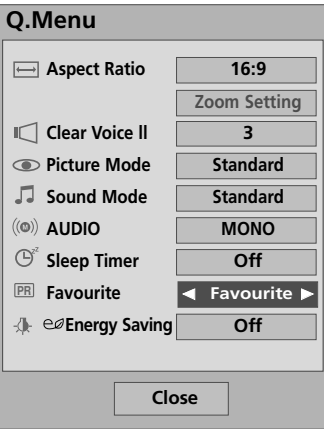 Q.Menu
Aspect Ratio 16:9
Zoom Setting
Clear Voice ll 3
Picture Mode Standard
Sound Mode Standard
AUDIO MONO
z z Sleep Timer Off
PR Favourite ◄ Favourite ►
Energy Saving Off
Close